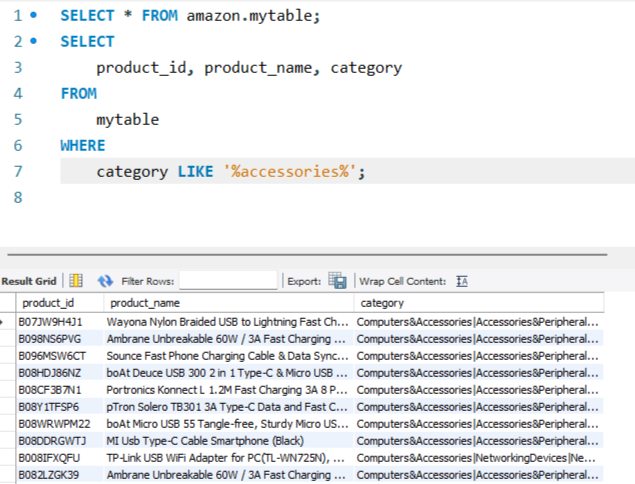 1 SELECT * FROM amazon.mytable;
2 SELECT
3 product_id, product_name, category
4 FROM
5 mytable
6 WHERE
7 category LIKE '%accessories%';
8
Result Grid Filter Rows: Export: Wrap Cell Content:
product_id product_name category
B07JW9H4J1 Wayona Nylon Braided USB to Lightning Fast Ch... Computers&Accessories|Accessories&Peripheral...
B098NS6PVG Ambrane Unbreakable 60W / 3A Fast Charging ... Computers&Accessories|Accessories&Peripheral...
B096MSW6CT Sounce Fast Phone Charging Cable & Data Sync... Computers&Accessories|Accessories&Peripheral...
B08HDJ86NZ boAt Deuce USB 300 2 in 1 Type-C & Micro USB ... Computers&Accessories|Accessories&Peripheral...
B08CF3B7N1 Portronics Konnect L 1.2M Fast Charging 3A 8 P... Computers&Accessories|Accessories&Peripheral...
B08Y1TFSP6 pTron Solero TB301 3A Type-C Data and Fast C... Computers&Accessories|Accessories&Peripheral...
B08WRWPM22 boAt Micro USB 55 Tangle-free, Sturdy Micro US... Computers&Accessories|Accessories&Peripheral...
B08DDRGWTJ MI Usb Type-C Cable Smartphone (Black) Computers&Accessories|Accessories&Peripheral...
B008IFXQFU TP-Link USB WiFi Adapter for PC(TL-WN725N), ... Computers&Accessories|NetworkingDevices|Ne...
B082LZGK39 Ambrane Unbreakable 60W / 3A Fast Charging ... Computers&Accessories|Accessories&Peripheral...